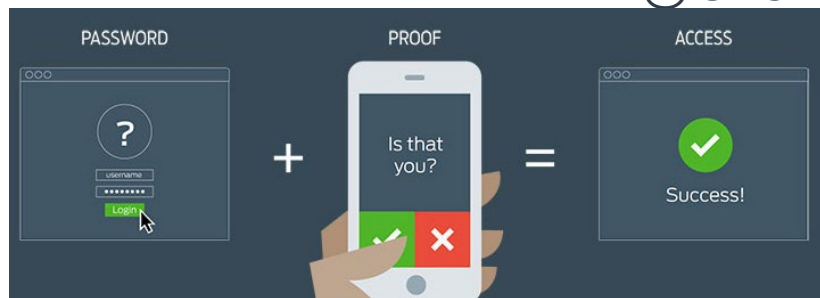 PASSWORD
?
username
Login
+
PROOF
Is that
you?
=
ACCESS
Success!